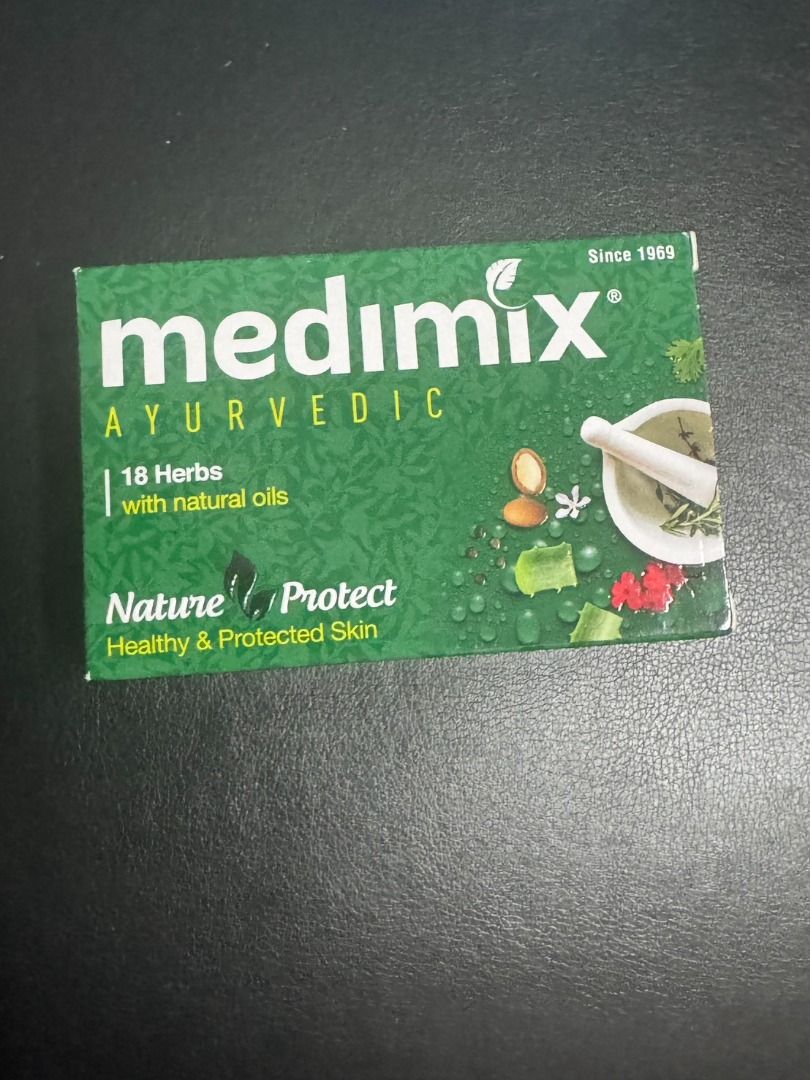 Since 1969
medimix®
AYURVEDIC
18 Herbs
with natural oils
Nature Protect
Healthy & Protected Skin